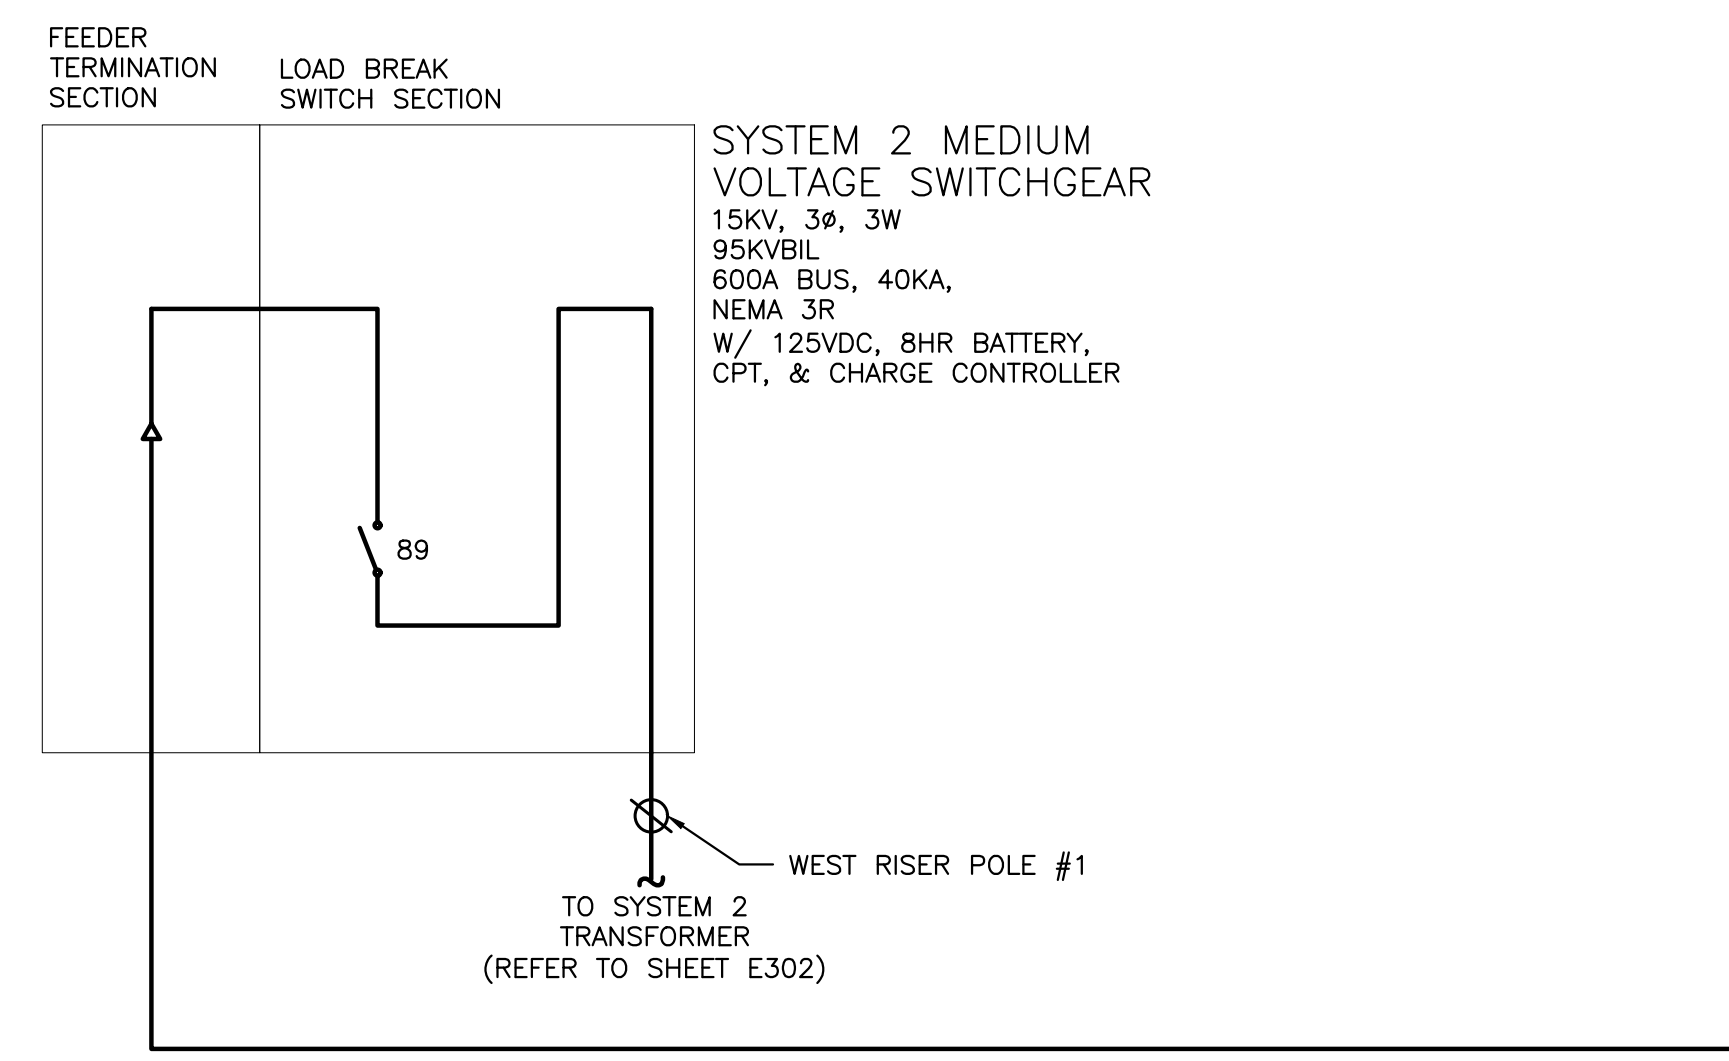 FEEDER
TERMINATION
SECTION
LOAD BREAK
SWITCH SECTION
SYSTEM 2 MEDIUM
VOLTAGE SWITCHGEAR
15KV, 3ø, 3W
95KVBIL
600A BUS, 40KA,
NEMA 3R
W/ 125VDC, 8HR BATTERY,
CPT, & CHARGE CONTROLLER
89
WEST RISER POLE #1
TO SYSTEM 2
TRANSFORMER
(REFER TO SHEET E302)